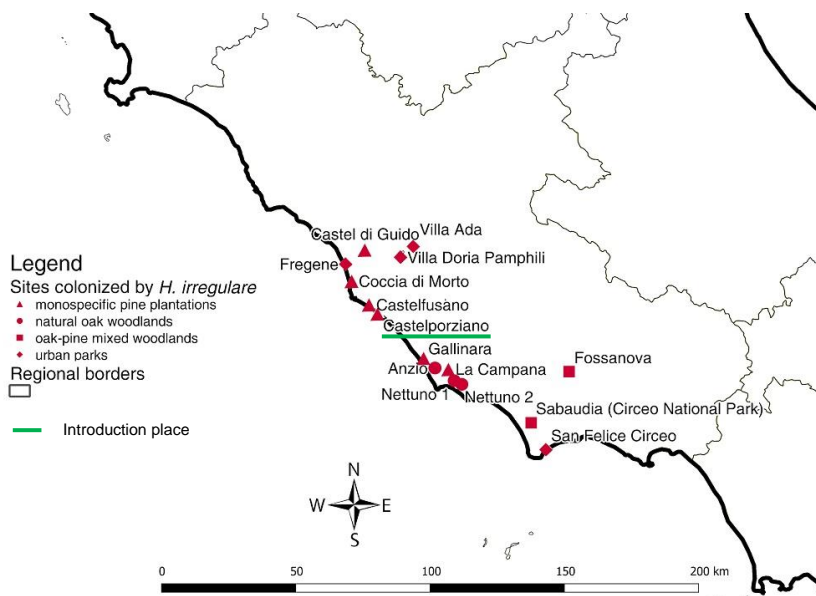 Castel di Guido
Villa Ada
Villa Doria Pamphili
Fregene
Coccia di Morto
Castelfusano
Castelporziano
Gallinara
Anzio
La Campana
Fossanova
Nettuno 1
Nettuno 2
Sabaudia (Circeo National Park)
San Felice Circeo
Legend
Sites colonized by H. irregulare
monospecific pine plantations
natural oak woodlands
oak-pine mixed woodlands
urban parks
Regional borders
Introduction place
N
W E
S
0 50 100 150 200 km